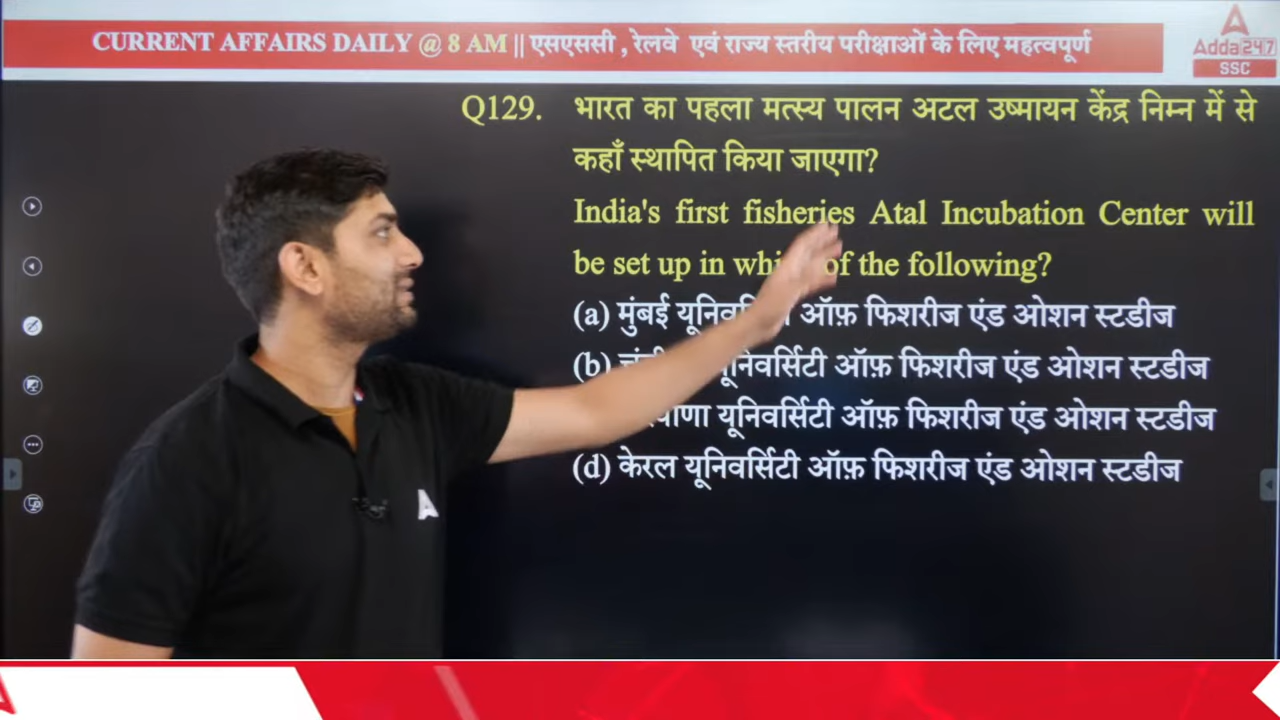 CURRENT AFFAIRS DAILY @ 8 AM || एसएससी , रेलवे एवं राज्य स्तरीय परीक्षाओं के लिए महत्वपूर्ण
Adda 247
SSC
Q129. भारत का पहला मत्स्य पालन अटल उष्मायन केंद्र निम्न में से
कहाँ स्थापित किया जाएगा?
India's first fisheries Atal Incubation Center will
be set up in of the following?
(a) मुंबई ऑफ़ फिशरीज एंड ओशन स्टडीज
(b) यूनिवर्सिटी ऑफ़ फिशरीज एंड ओशन स्टडीज
यूनिवर्सिटी ऑफ़ फिशरीज एंड ओशन स्टडीज
(d) केरल यूनिवर्सिटी ऑफ़ फिशरीज एंड ओशन स्टडीज